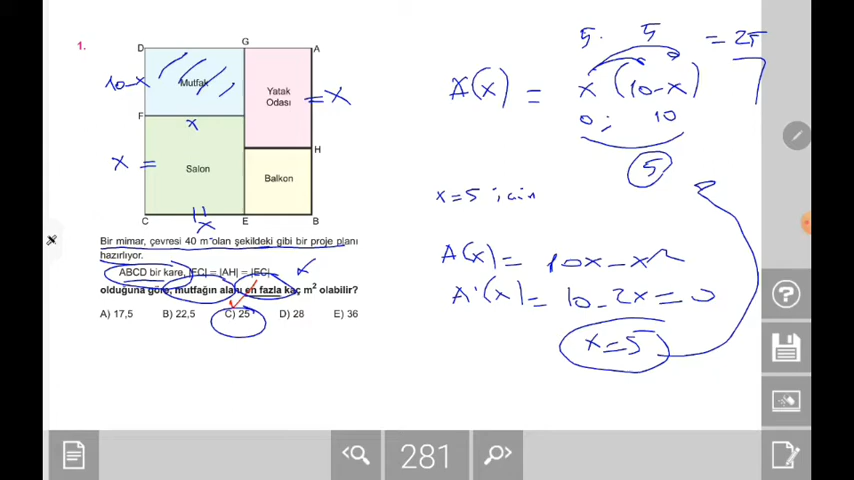 1.
D
G
A
10-x
Mutfak
Yatak
Odası
= x
F
x
H
x =
Salon
Balkon
C
E
B
x
Bir mimar, çevresi 40 m olan şekildeki gibi bir proje planı
hazırlıyor.
ABCD bir kare, |FC| = |AH| = |EC|
olduğuna göre, mutfağın alanı en fazla kaç m² olabilir?
A) 17,5 B) 22,5 C) 25 D) 28 E) 36
5. 5 = 25
A(x) = x (10-x)
0 ; 10
5
x=5 için
A(x) = 10x - x²
A'(x) = 10 - 2x = 0
x=5
281